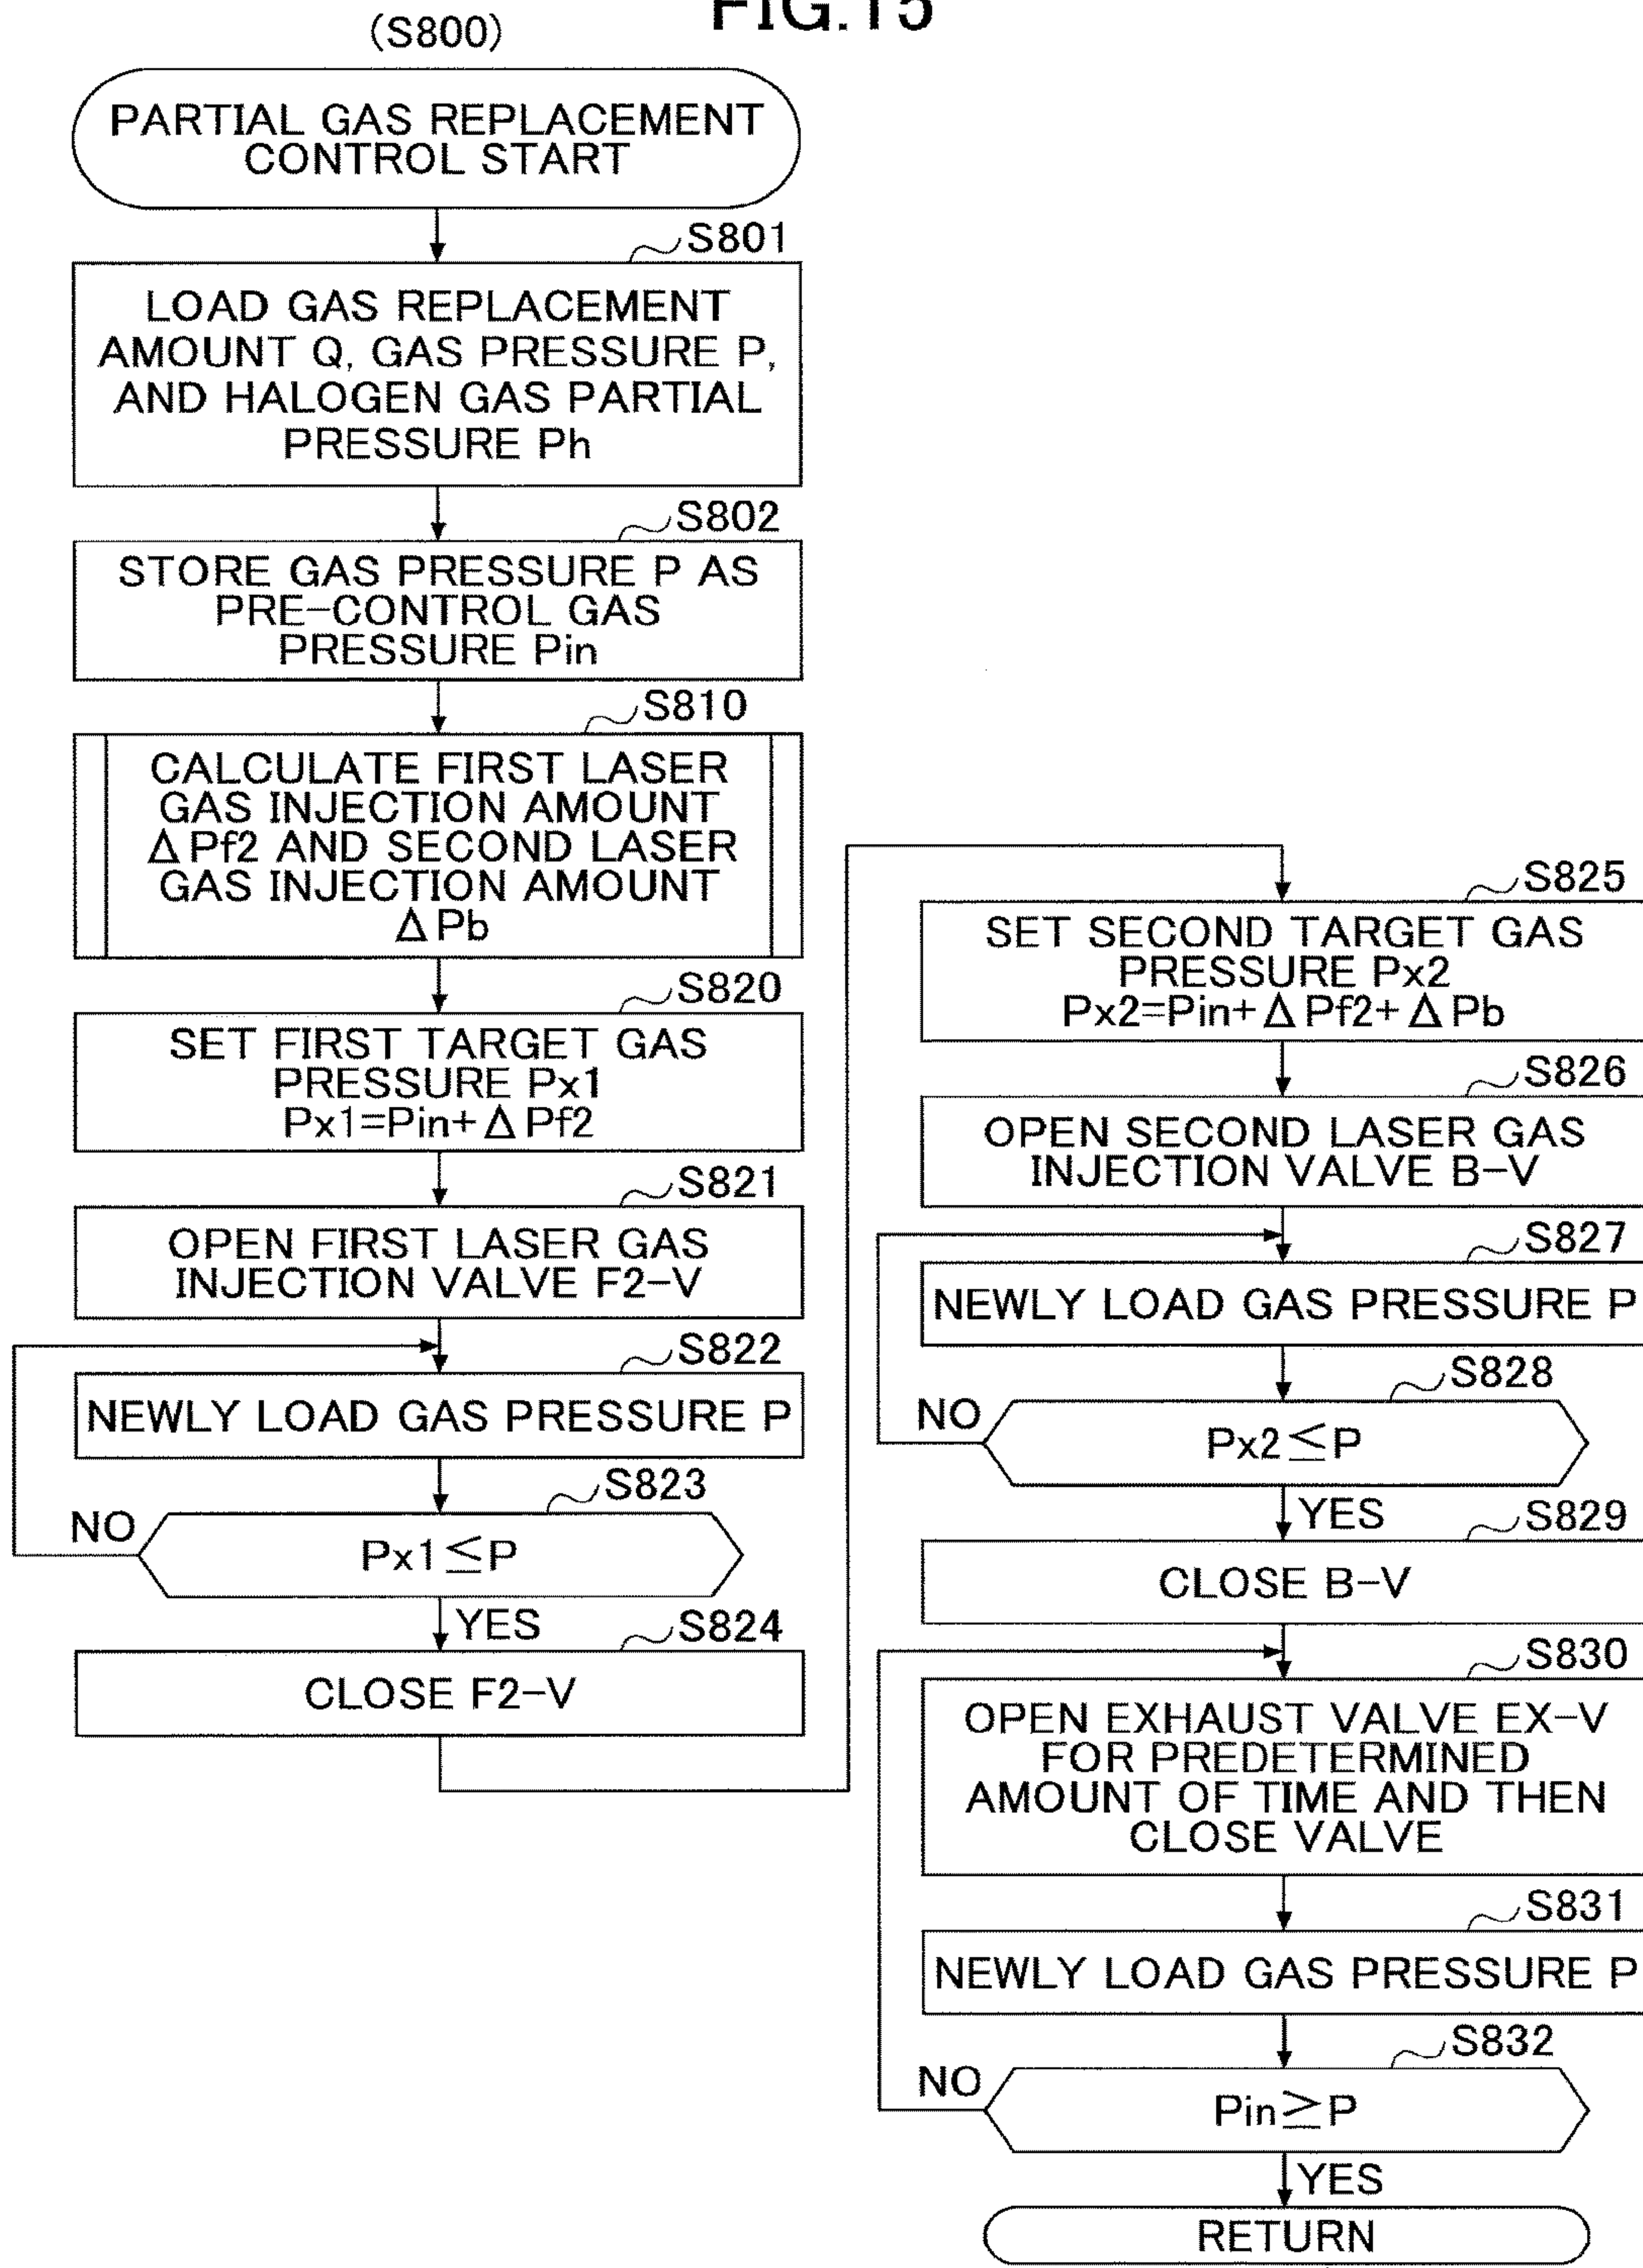 FIG.15
(S800)
PARTIAL GAS REPLACEMENT
CONTROL START
S801
LOAD GAS REPLACEMENT
AMOUNT Q, GAS PRESSURE P,
AND HALOGEN GAS PARTIAL
PRESSURE Ph
S802
STORE GAS PRESSURE P AS
PRE-CONTROL GAS
PRESSURE Pin
S810
CALCULATE FIRST LASER
GAS INJECTION AMOUNT
ΔPf2 AND SECOND LASER
GAS INJECTION AMOUNT
ΔPb
S820
SET FIRST TARGET GAS
PRESSURE Px1
Px1=Pin+ΔPf2
S821
OPEN FIRST LASER GAS
INJECTION VALVE F2-V
S822
NEWLY LOAD GAS PRESSURE P
S823
NO
Px1≦P
YES
S824
CLOSE F2-V
S825
SET SECOND TARGET GAS
PRESSURE Px2
Px2=Pin+ΔPf2+ΔPb
S826
OPEN SECOND LASER GAS
INJECTION VALVE B-V
S827
NEWLY LOAD GAS PRESSURE P
S828
NO
Px2≦P
YES
S829
CLOSE B-V
S830
OPEN EXHAUST VALVE EX-V
FOR PREDETERMINED
AMOUNT OF TIME AND THEN
CLOSE VALVE
S831
NEWLY LOAD GAS PRESSURE P
S832
NO
Pin≧P
YES
RETURN